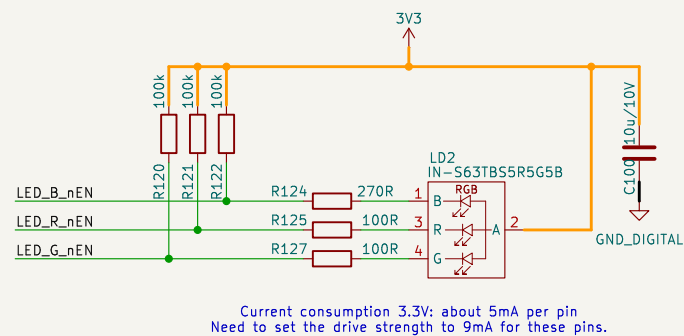 3V3
100k
100k
100k
10u/10V
R120
R121
R122
C100
LD2
IN-S63TBS5R5G5B
RGB
LED_B_nEN
R124
270R
1
B
LED_R_nEN
R125
100R
3
R
A
2
LED_G_nEN
R127
100R
4
G
GND_DIGITAL
Current consumption 3.3V: about 5mA per pin
Need to set the drive strength to 9mA for these pins.